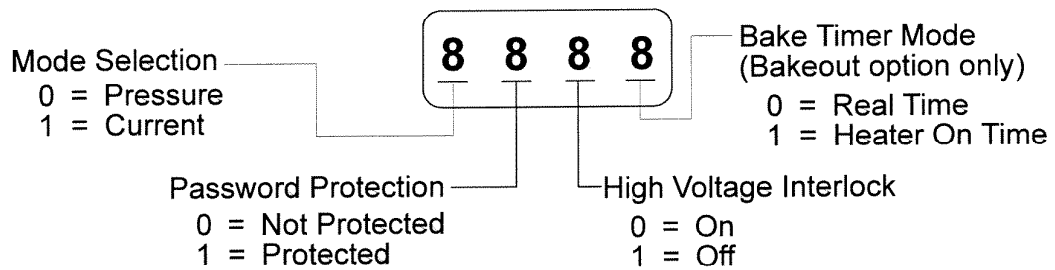 8 8 8 8
Mode Selection
0 = Pressure
1 = Current
Bake Timer Mode
(Bakeout option only)
0 = Real Time
1 = Heater On Time
Password Protection
0 = Not Protected
1 = Protected
High Voltage Interlock
0 = On
1 = Off